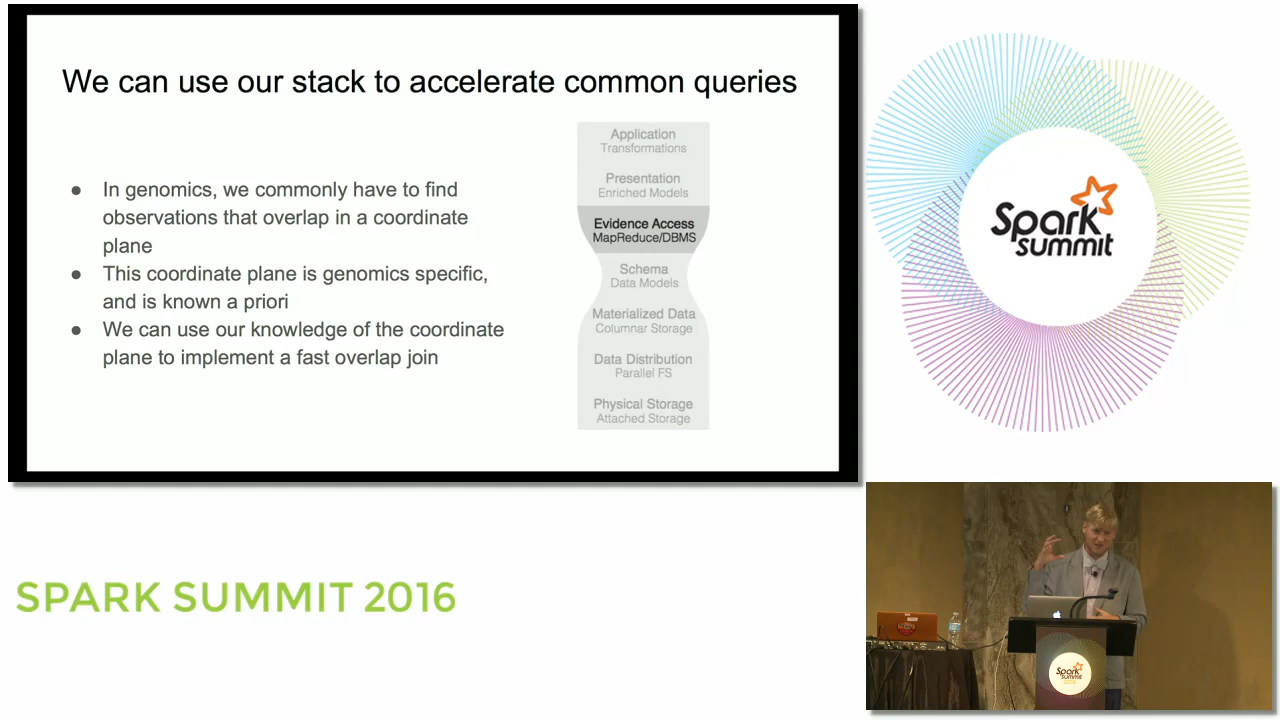 We can use our stack to accelerate common queries
● In genomics, we commonly have to find
observations that overlap in a coordinate
plane
● This coordinate plane is genomics specific,
and is known a priori
● We can use our knowledge of the coordinate
plane to implement a fast overlap join
Application
Transformations
Presentation
Enriched Models
Evidence Access
MapReduce/DBMS
Schema
Data Models
Materialized Data
Columnar Storage
Data Distribution
Parallel FS
Physical Storage
Attached Storage
Spark
summit
SPARK SUMMIT 2016
Spark
summit
2016